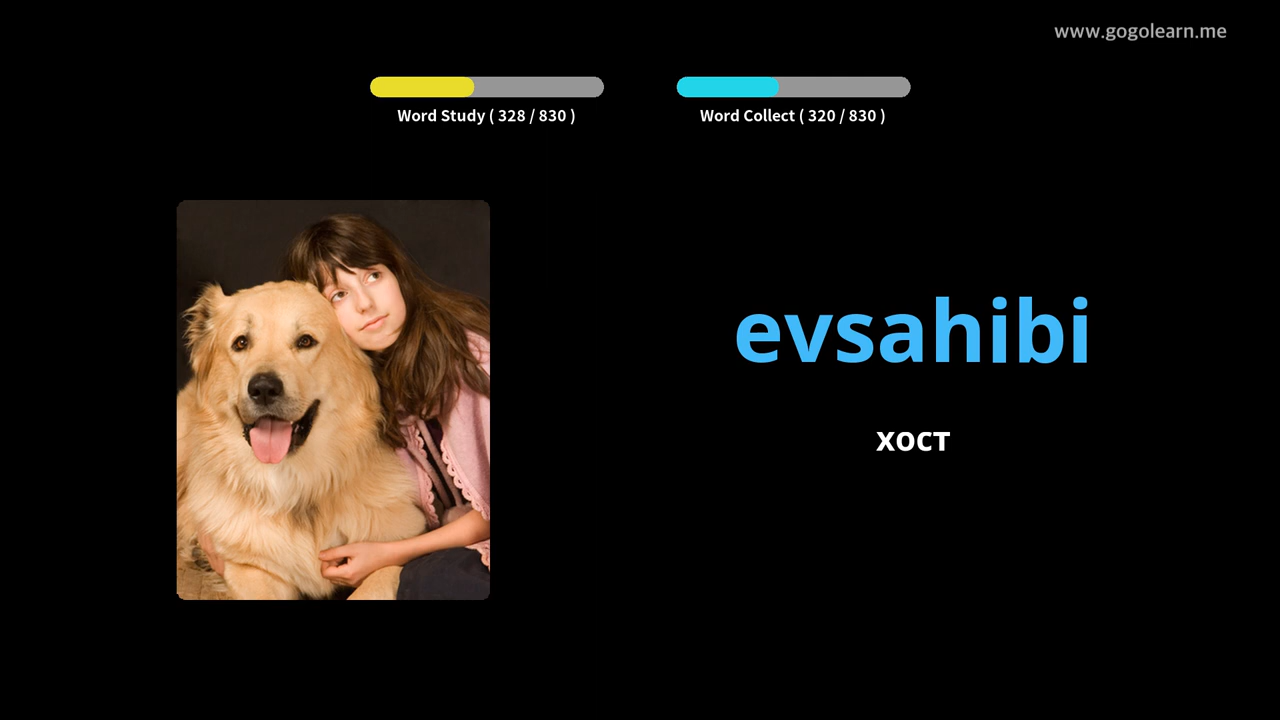 www.gogolearn.me
Word Study ( 328 / 830 )
Word Collect ( 320 / 830 )
evsahibi
хост